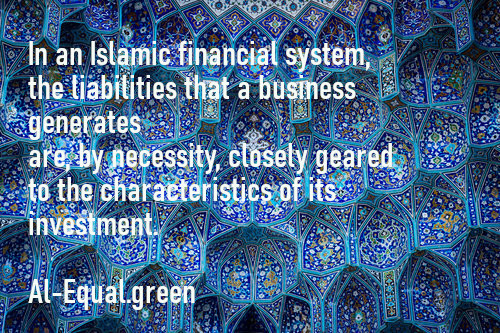 In an Islamic financial system,
the liabilities that a business
generates
are, by necessity, closely geared
to the characteristics of its
investment.
Al-Equal.green